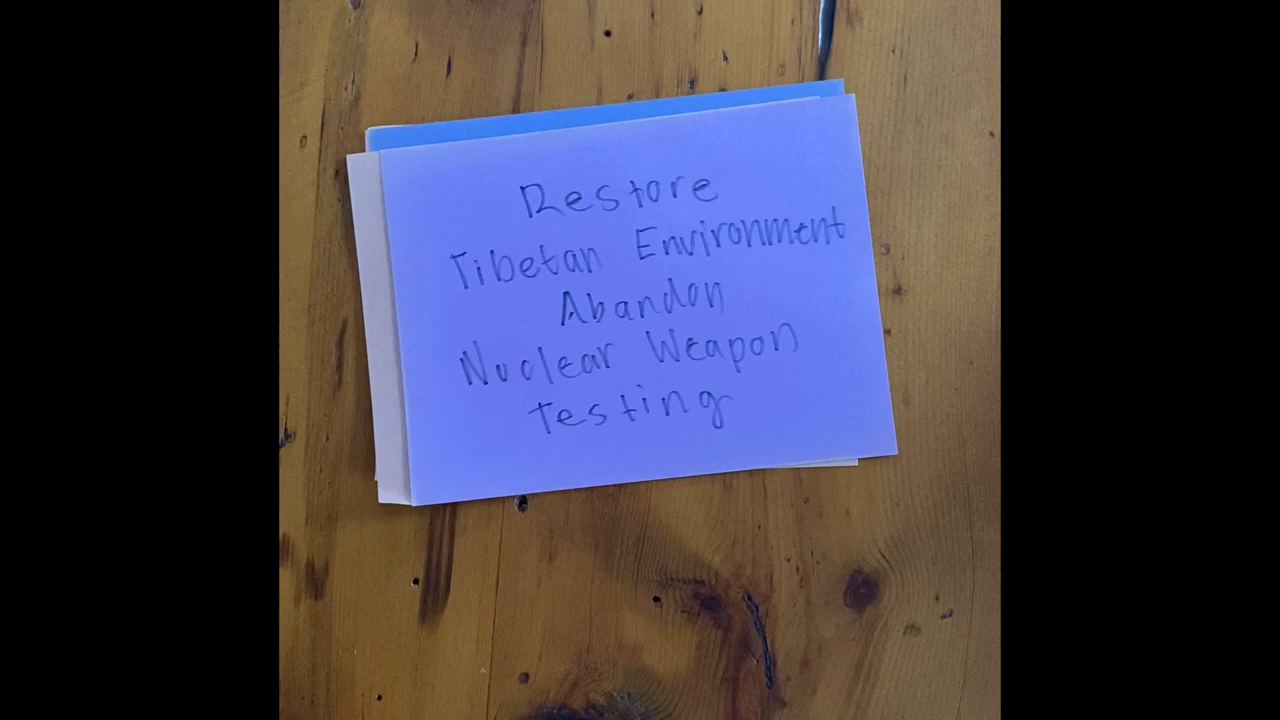 Restore
Tibetan Environment
Abandon
Nuclear Weapon
Testing